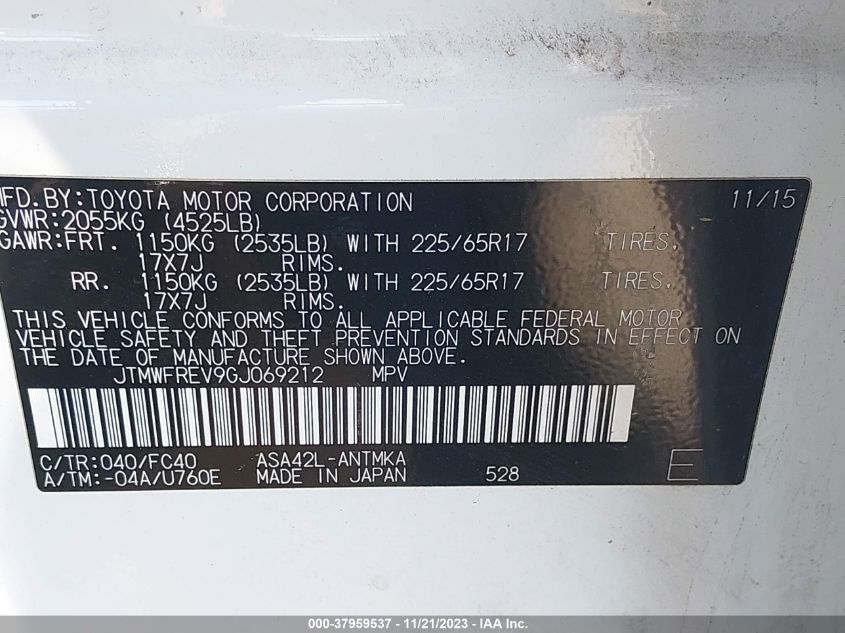 MFD. BY: TOYOTA MOTOR CORPORATION 11/15
GVWR: 2055KG (4525LB)
GAWR: FRT. 1150KG (2535LB) WITH 225/65R17 TIRES.
17X7J RIMS.
RR. 1150KG (2535LB) WITH 225/65R17 TIRES.
17X7J RIMS.
THIS VEHICLE CONFORMS TO ALL APPLICABLE FEDERAL MOTOR
VEHICLE SAFETY AND THEFT PREVENTION STANDARDS IN EFFECT ON
THE DATE OF MANUFACTURE SHOWN ABOVE.
JTMWFREV9GJ069212 MPV
C/TR: 040/FC40 ASA42L-ANTMKA
A/TM: -04A/U760E MADE IN JAPAN 528 E
000-37959537 - 11/21/2023 - IAA Inc.